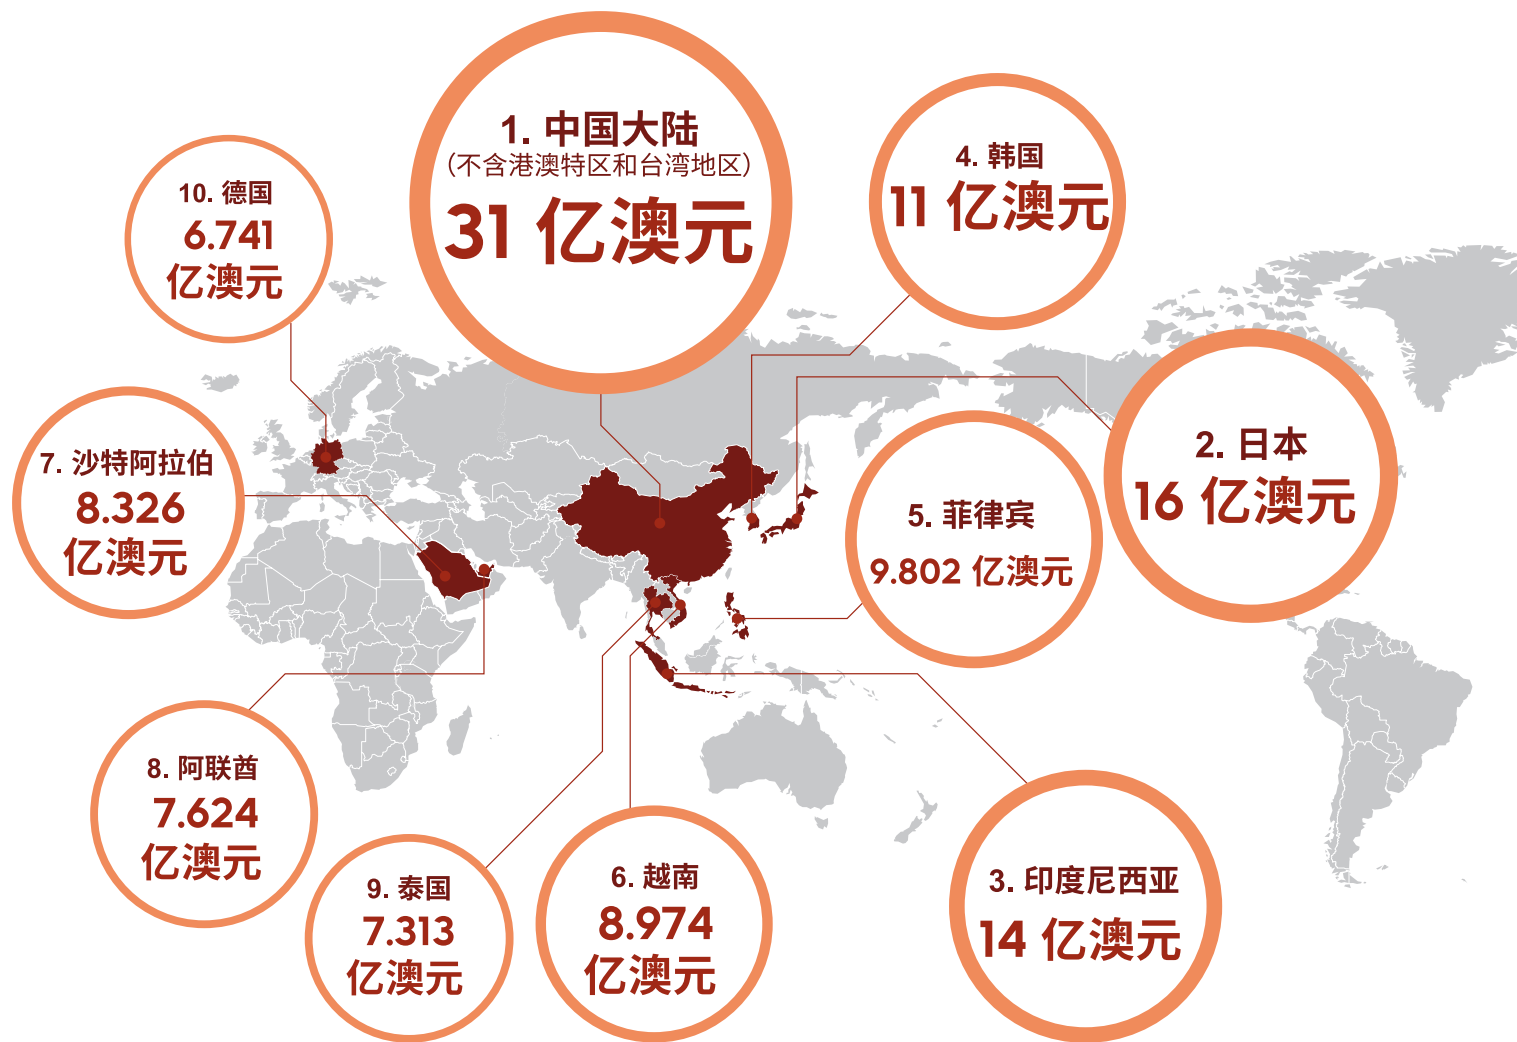 1. 中国大陆
（不含港澳特区和台湾地区）
31 亿澳元
4. 韩国
11 亿澳元
10. 德国
6.741
亿澳元
2. 日本
16 亿澳元
7. 沙特阿拉伯
8.326
亿澳元
5. 菲律宾
9.802 亿澳元
8. 阿联酋
7.624
亿澳元
9. 泰国
7.313
亿澳元
6. 越南
8.974
亿澳元
3. 印度尼西亚
14 亿澳元